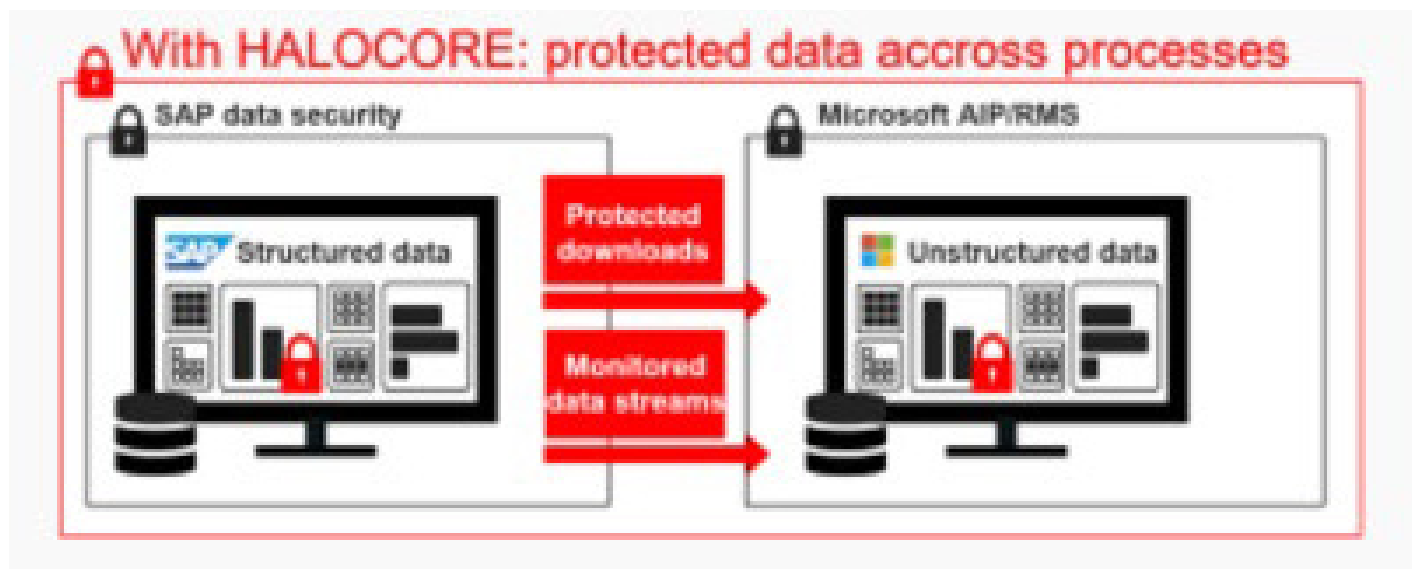 With HALOCORE: protected data accross processes
SAP data security
Microsoft AIP/RMS
SAP Structured data
Protected
downloads
Monitored
data streams
Unstructured data